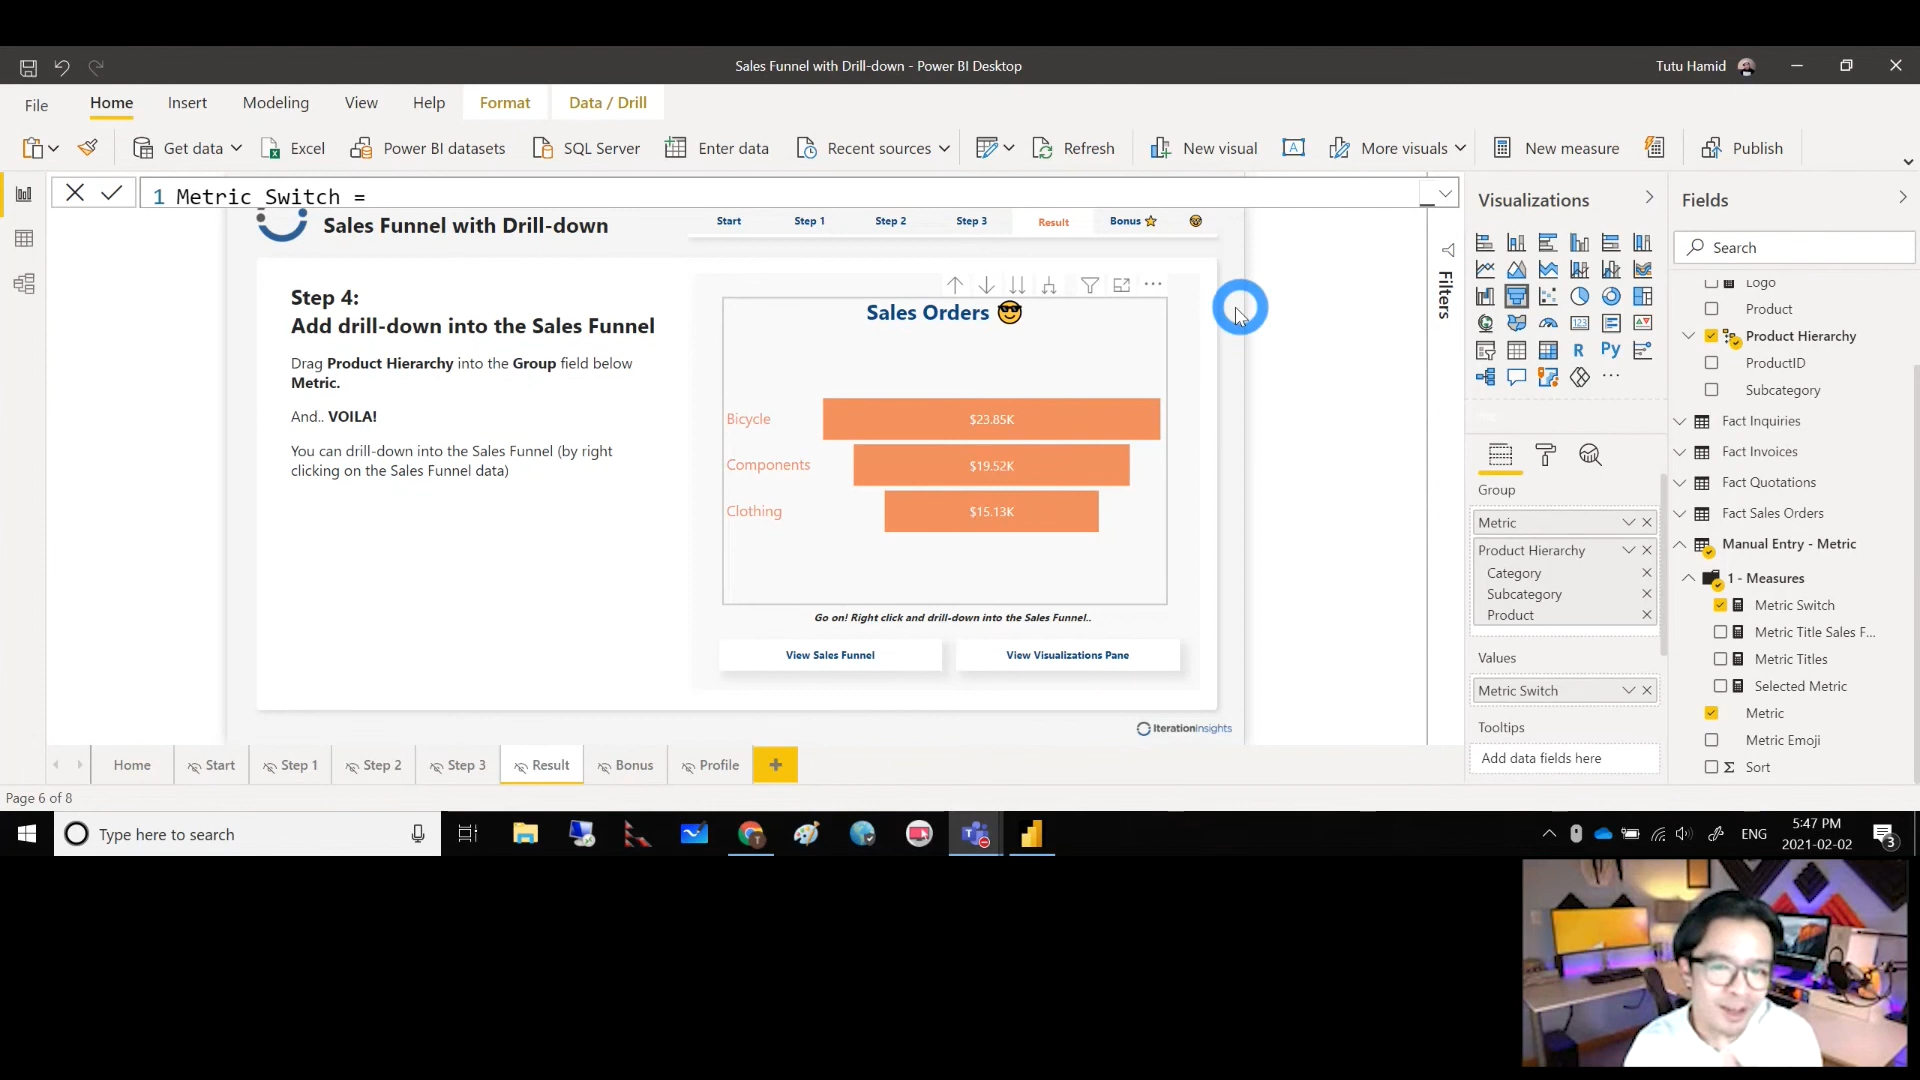 Sales Funnel with Drill-down - Power BI Desktop
Tutu Hamid
File
Home
Insert
Modeling
View
Help
Format
Data / Drill
Get data
Excel
Power BI datasets
SQL Server
Enter data
Recent sources
Refresh
New visual
More visuals
New measure
Publish
1 Metric Switch =
Sales Funnel with Drill-down
Start
Step 1
Step 2
Step 3
Result
Bonus
Step 4:
Add drill-down into the Sales Funnel
Drag Product Hierarchy into the Group field below
Metric.
And.. VOILA!
You can drill-down into the Sales Funnel (by right
clicking on the Sales Funnel data)
Sales Orders
Bicycle
$23.85K
Components
$19.52K
Clothing
$15.13K
Go on! Right click and drill-down into the Sales Funnel..
View Sales Funnel
View Visualizations Pane
IterationInsights
Filters
Visualizations
R
Py
Group
Metric
Product Hierarchy
Category
Subcategory
Product
Values
Metric Switch
Tooltips
Add data fields here
Fields
Search
Logo
Product
Product Hierarchy
ProductID
Subcategory
Fact Inquiries
Fact Invoices
Fact Quotations
Fact Sales Orders
Manual Entry - Metric
1 - Measures
Metric Switch
Metric Title Sales F...
Metric Titles
Selected Metric
Metric
Metric Emoji
Sort
Home
Start
Step 1
Step 2
Step 3
Result
Bonus
Profile
Page 6 of 8
Type here to search
ENG
5:47 PM
2021-02-02
3